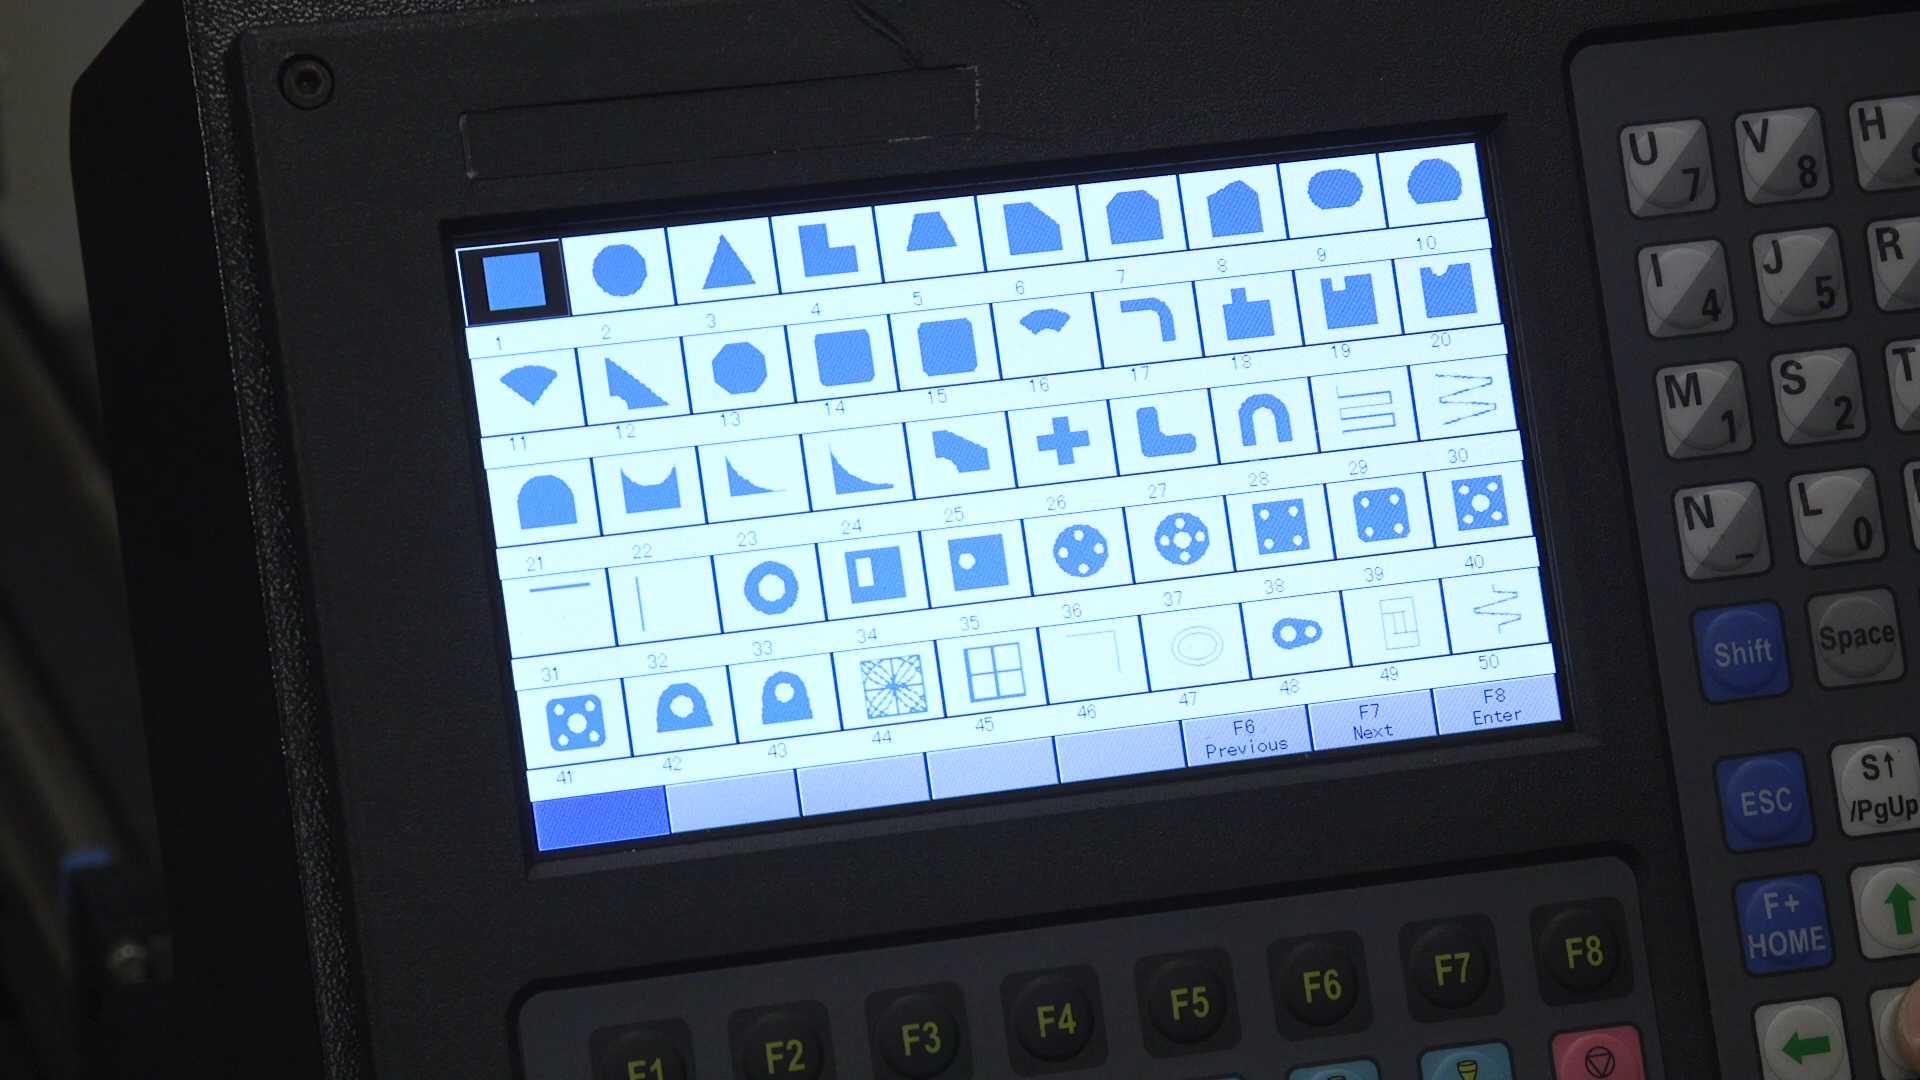 1 2 3 4 5 6 7 8 9 10
11 12 13 14 15 16 17 18 19 20
21 22 23 24 25 26 27 28 29 30
31 32 33 34 35 36 37 38 39 40
41 42 43 44 45 46 47 48 49 50
F6 Previous
F7 Next
F8 Enter
F1 F2 F3 F4 F5 F6 F7 F8
U 7 V 8 H
I 4 J 5 R
M 1 S 2 T
N - L 0
Shift Space
ESC S↑ /PgUp
F+ HOME ↑
←